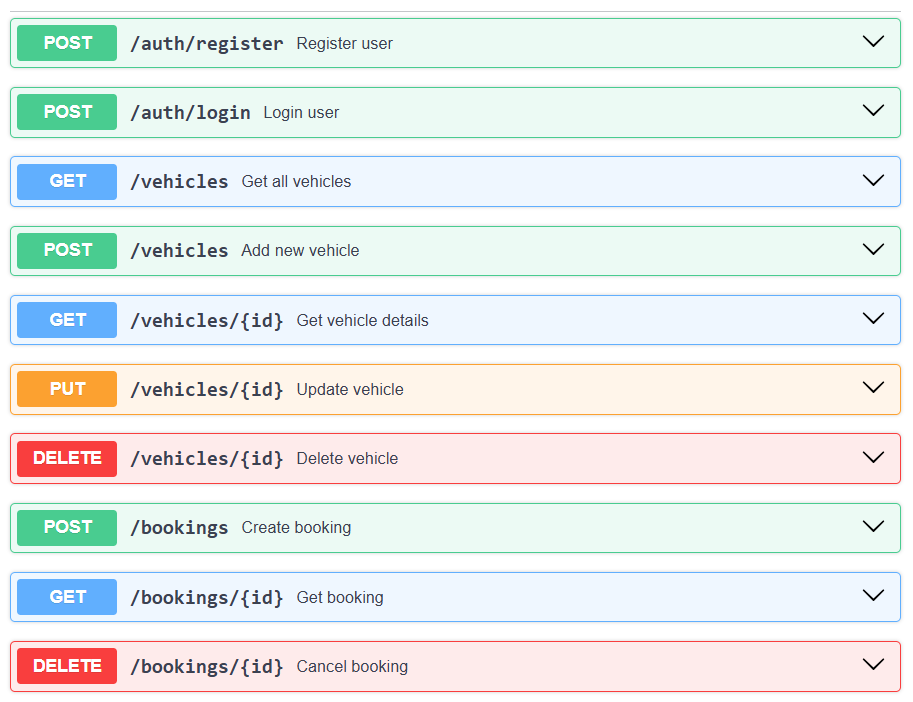 POST /auth/register Register user
POST /auth/login Login user
GET /vehicles Get all vehicles
POST /vehicles Add new vehicle
GET /vehicles/{id} Get vehicle details
PUT /vehicles/{id} Update vehicle
DELETE /vehicles/{id} Delete vehicle
POST /bookings Create booking
GET /bookings/{id} Get booking
DELETE /bookings/{id} Cancel booking